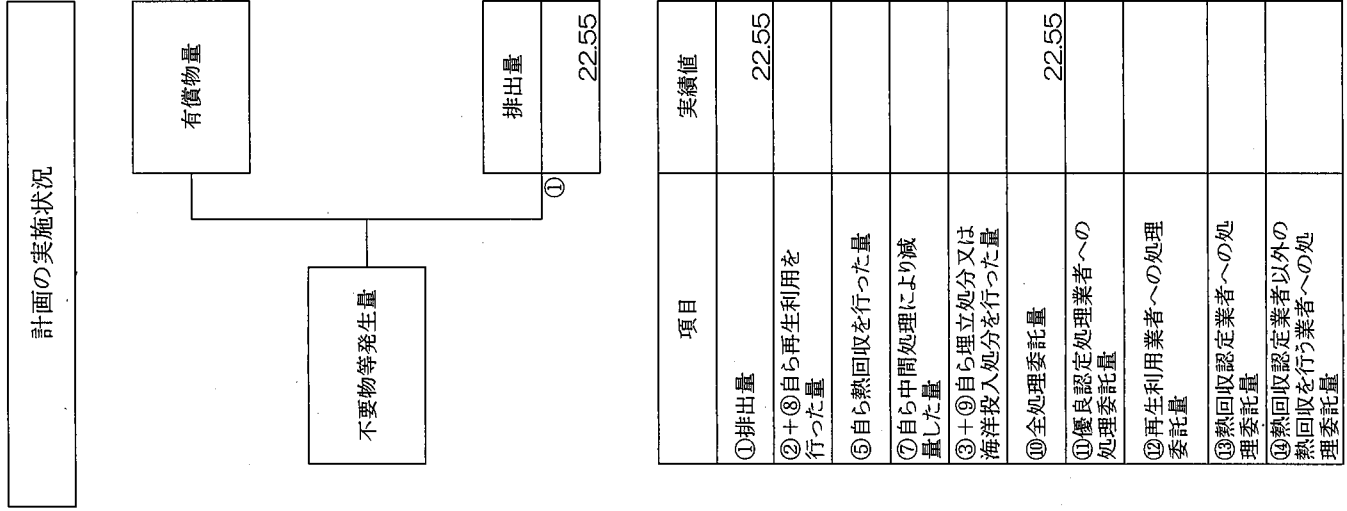 計画の実施状況
有償物量
不要物等発生量
排出量
①
22.55
項目
実績値
①排出量
22.55
②+⑧自ら再生利用を
行った量
⑤自ら熱回収を行った量
⑦自ら中間処理により減
量した量
③+⑨自ら埋立処分又は
海洋投入処分を行った量
⑩全処理委託量
22.55
⑪優良認定処理業者への
処理委託量
⑫再生利用業者への処理
委託量
⑬熱回収認定業者への処
理委託量
⑭熱回収認定業者以外の
熱回収を行う業者への処
理委託量